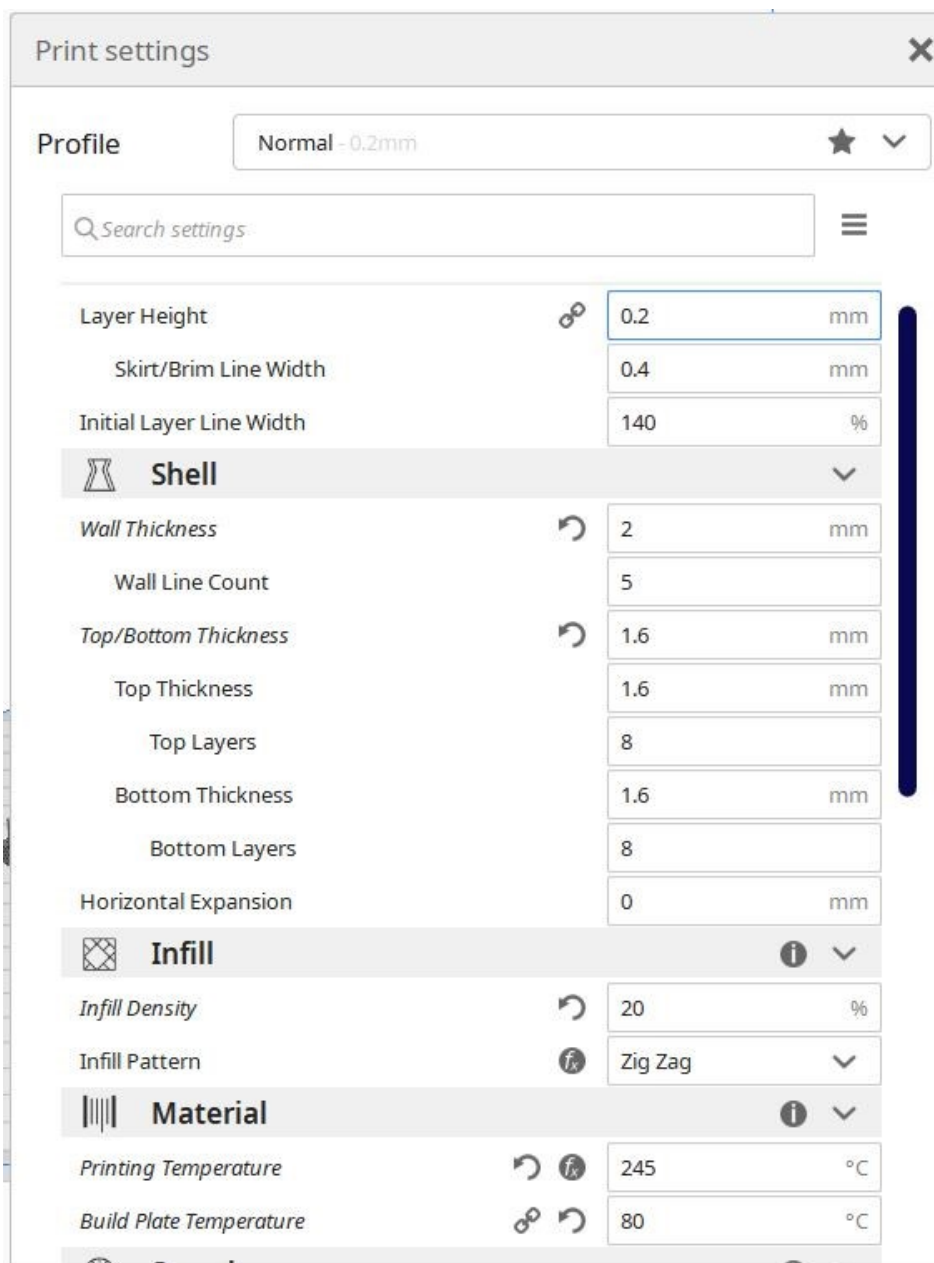 Print settings
Profile
Normal - 0.2mm
Search settings
Layer Height 0.2 mm
Skirt/Brim Line Width 0.4 mm
Initial Layer Line Width 140 %
Shell
Wall Thickness 2 mm
Wall Line Count 5
Top/Bottom Thickness 1.6 mm
Top Thickness 1.6 mm
Top Layers 8
Bottom Thickness 1.6 mm
Bottom Layers 8
Horizontal Expansion 0 mm
Infill
Infill Density 20 %
Infill Pattern Zig Zag
Material
Printing Temperature 245 °C
Build Plate Temperature 80 °C